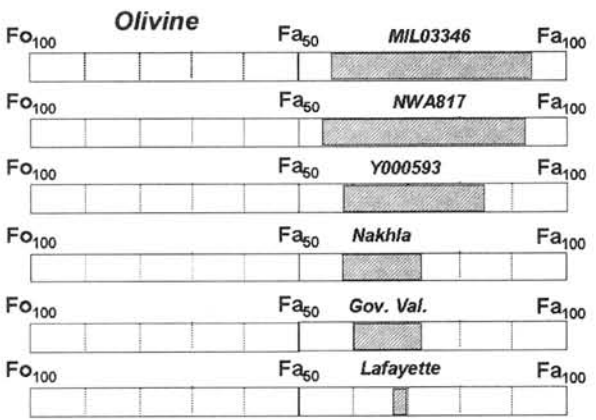 Olivine
Fo100 Fa50 MIL03346 Fa100
Fo100 Fa50 NWA817 Fa100
Fo100 Fa50 Y000593 Fa100
Fo100 Fa50 Nakhla Fa100
Fo100 Fa50 Gov. Val. Fa100
Fo100 Fa50 Lafayette Fa100